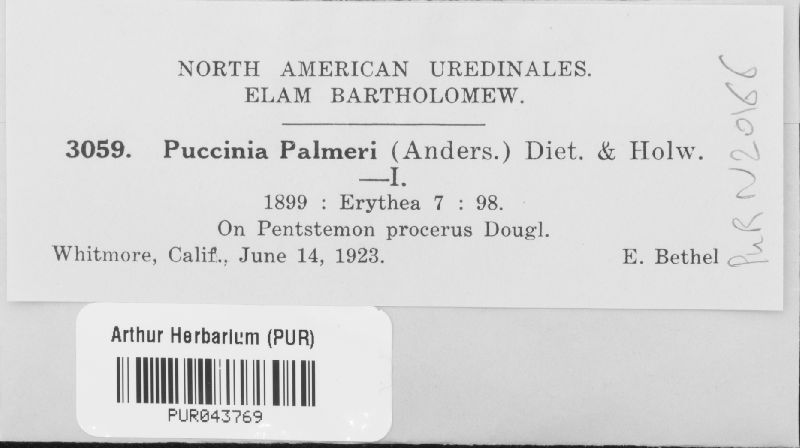 NORTH AMERICAN UREDINALES.
ELAM BARTHOLOMEW.
3059. Puccinia Palmeri (Anders.) Diet. & Holw.
—I.
1899 : Erythea 7 : 98.
On Pentstemon procerus Dougl.
Whitmore, Calif., June 14, 1923. E. Bethel
PUR N20166
Arthur Herbarium (PUR)
PUR043769